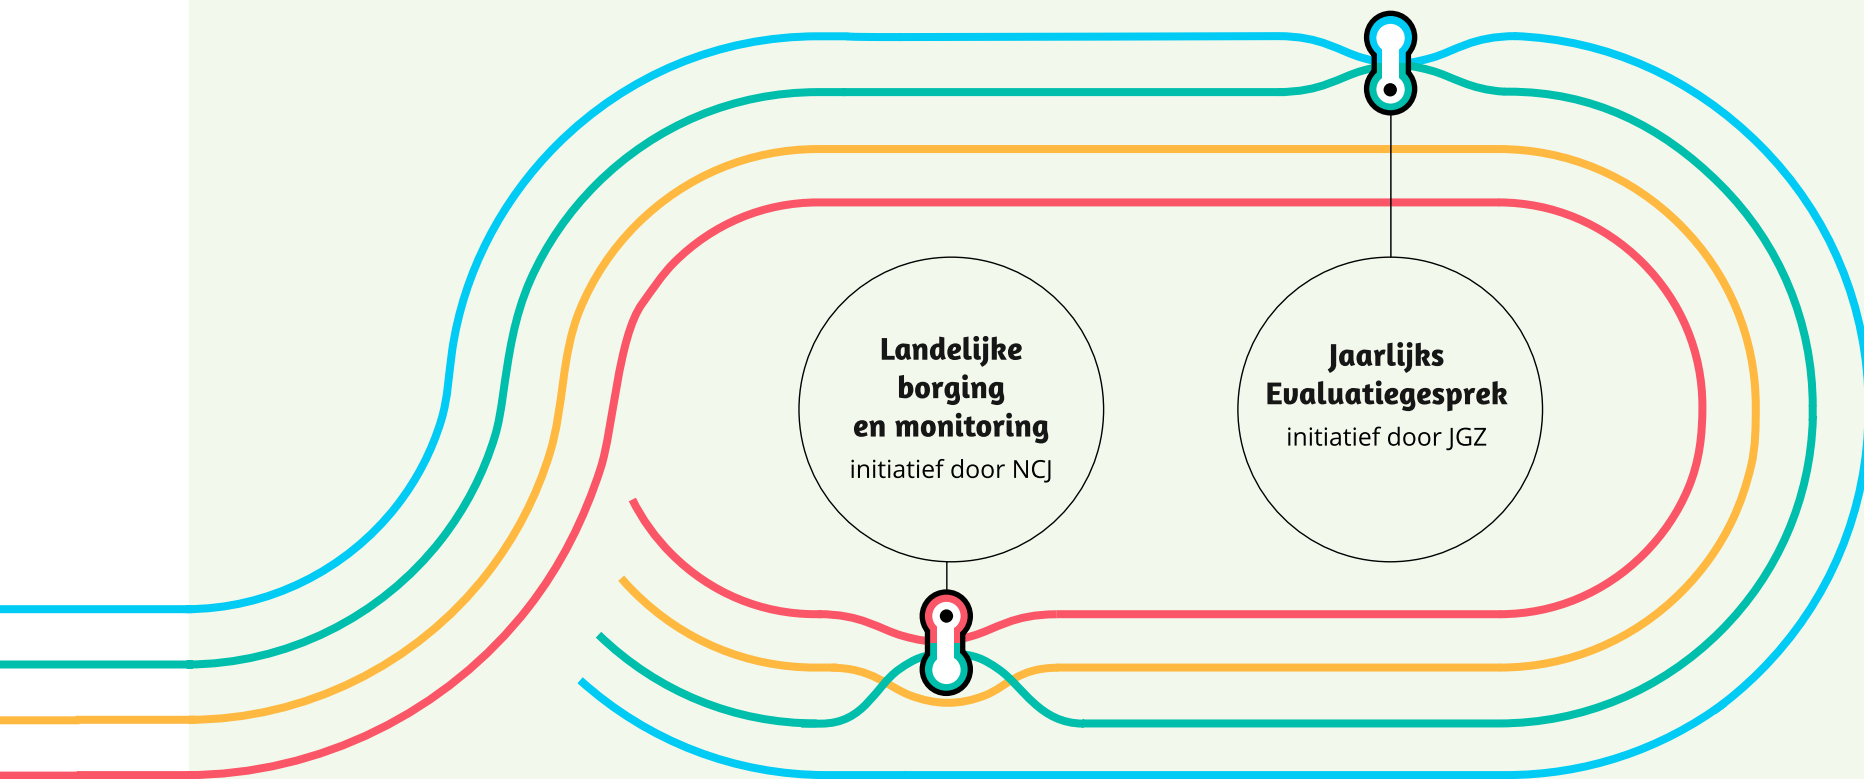 Landelijke
borging
en monitoring
initiatief door NCJ
Jaarlijks
Evaluatiegesprek
initiatief door JGZ